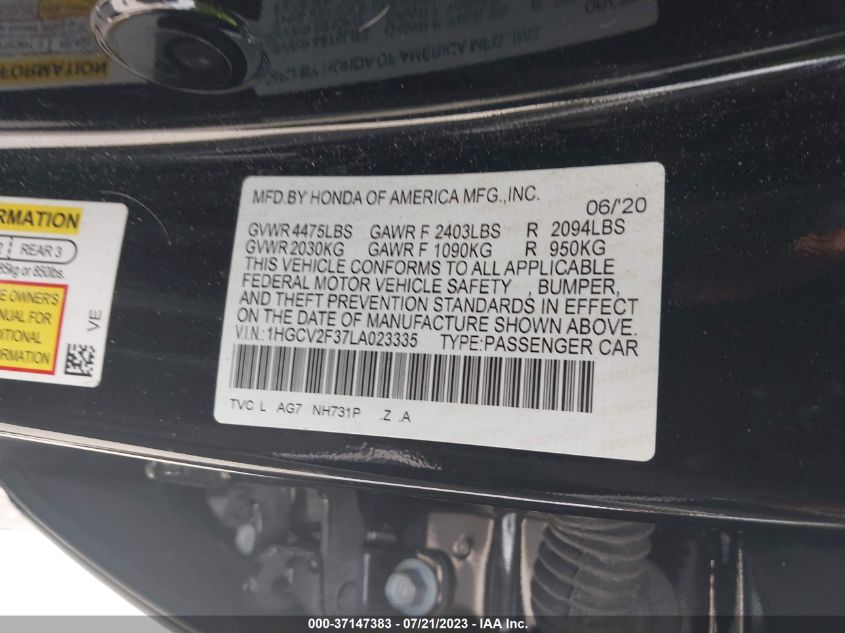 MFD.BY HONDA OF AMERICA MFG.,INC. 06/'20
GVWR 4475LBS GAWR F 2403LBS R 2094LBS
GVWR 2030KG GAWR F 1090KG R 950KG
THIS VEHICLE CONFORMS TO ALL APPLICABLE
FEDERAL MOTOR VEHICLE SAFETY , BUMPER,
AND THEFT PREVENTION STANDARDS IN EFFECT
ON THE DATE OF MANUFACTURE SHOWN ABOVE.
V.I.N.:1HGCV2F37LA023335 TYPE:PASSENGER CAR
TVC L AG7 NH731P .Z .A
REAR 3
or 850lbs.
OWNER'S
FOR
VE
000-37147383 - 07/21/2023 - IAA Inc.